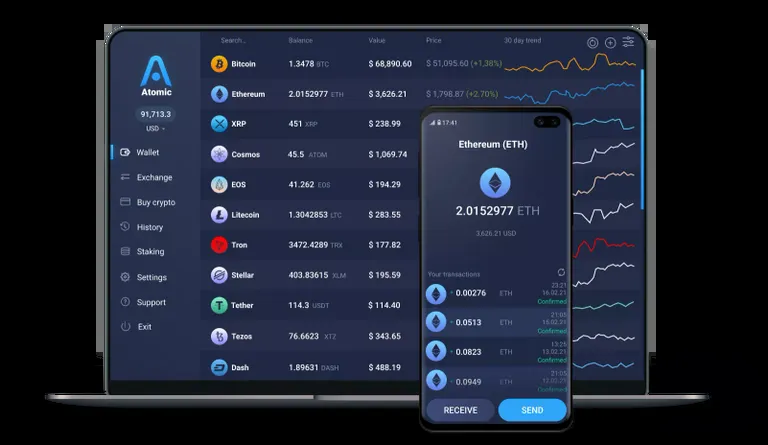 Search... Balance Value Price 30 day trend
Atomic
91,713.3
USD
Wallet
Exchange
Buy crypto
History
Staking
Settings
Support
Exit
Bitcoin 1.3478 BTC $ 68,890.60 $ 51,095.60 (+1.38%)
Ethereum 2.0152977 ETH $ 3,626.21 $ 1,798.87 (+2.70%)
XRP 451 XRP $ 238.99
Cosmos 45.5 ATOM $ 1,069.74
EOS 41.262 EOS $ 194.29
Litecoin 1.3042853 LTC $ 283.55
Tron 3472.4289 TRX $ 177.82
Stellar 403.83615 XLM $ 195.59
Tether 114.3 USDT $ 114.40
Tezos 76.6623 XTZ $ 343.65
Dash 1.89631 DASH $ 488.19
17:41
Ethereum (ETH)
2.0152977 ETH
3,626.21 USD
Your transactions
+ 0.00276 ETH 23:21
16.02.21
Confirmed
+ 0.0513 ETH 21:05
15.02.21
Confirmed
+ 0.0823 ETH 13:25
13.02.21
Confirmed
+ 0.0949 ETH 21:05
12.02.21
Confirmed
RECEIVE SEND